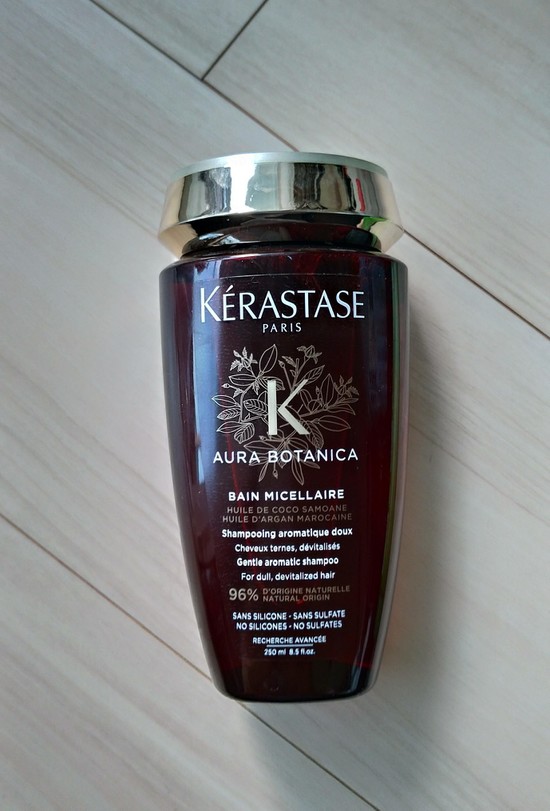 KÉRASTASE
PARIS
K
AURA BOTANICA
BAIN MICELLAIRE
HUILE DE COCO SAMOANE
HUILE D'ARGAN MAROCAINE
Shampooing aromatique doux
Cheveux ternes, dévitalisés
Gentle aromatic shampoo
For dull, devitalized hair
96% D'ORIGINE NATURELLE
NATURAL ORIGIN
SANS SILICONE - SANS SULFATE
NO SILICONES - NO SULFATES
RECHERCHE AVANCÉE
250 ml 8.5 fl.oz.